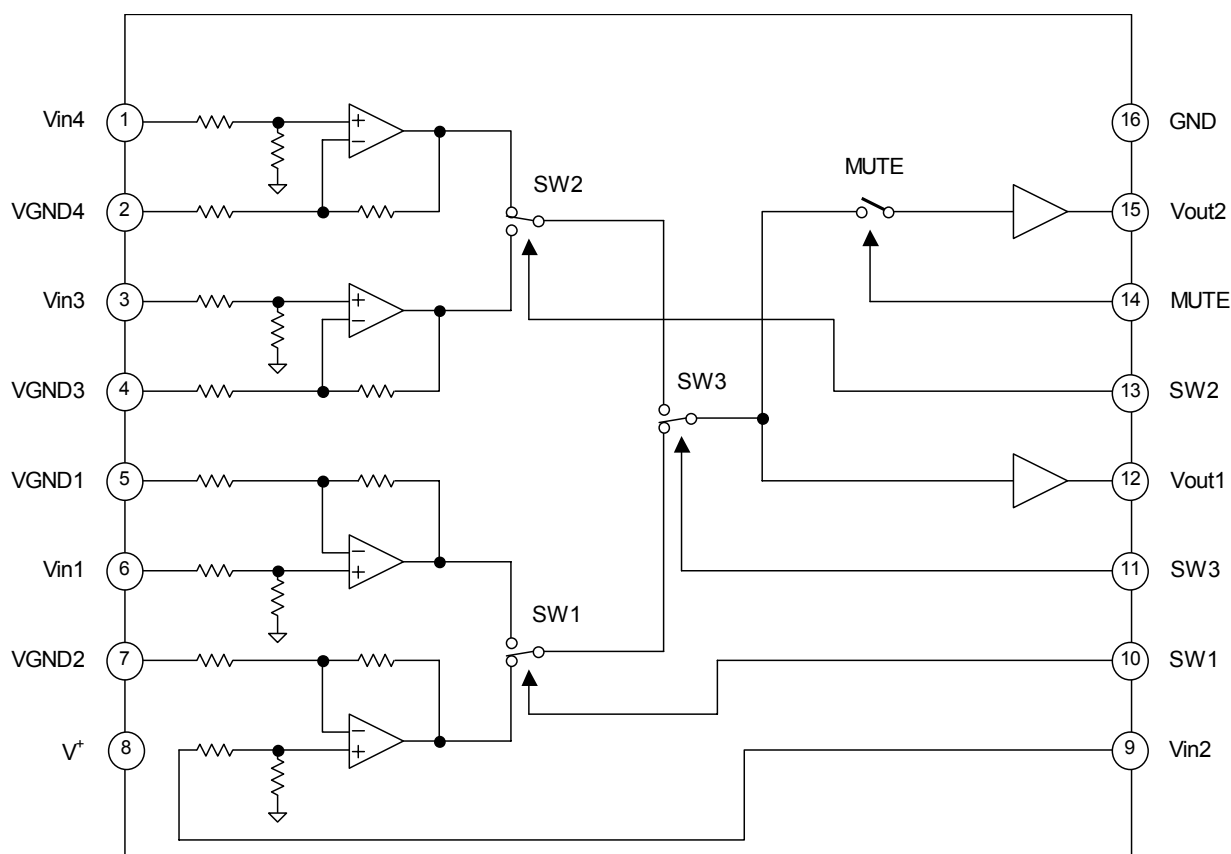 Vin4
1
VGND4
2
Vin3
3
VGND3
4
VGND1
5
Vin1
6
VGND2
7
V+
8
+
−
+
−
−
+
−
+
SW2
SW1
SW3
MUTE
16
GND
15
Vout2
14
MUTE
13
SW2
12
Vout1
11
SW3
10
SW1
9
Vin2